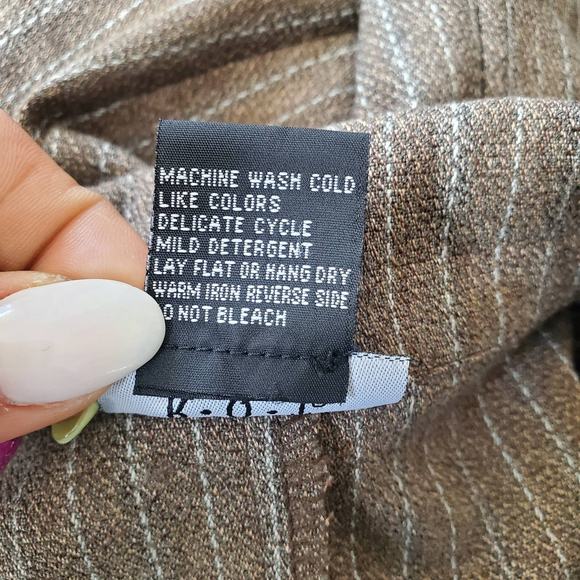 MACHINE WASH COLD
LIKE COLORS
DELICATE CYCLE
MILD DETERGENT
LAY FLAT OR HANG DRY
WARM IRON REVERSE SIDE
DO NOT BLEACH